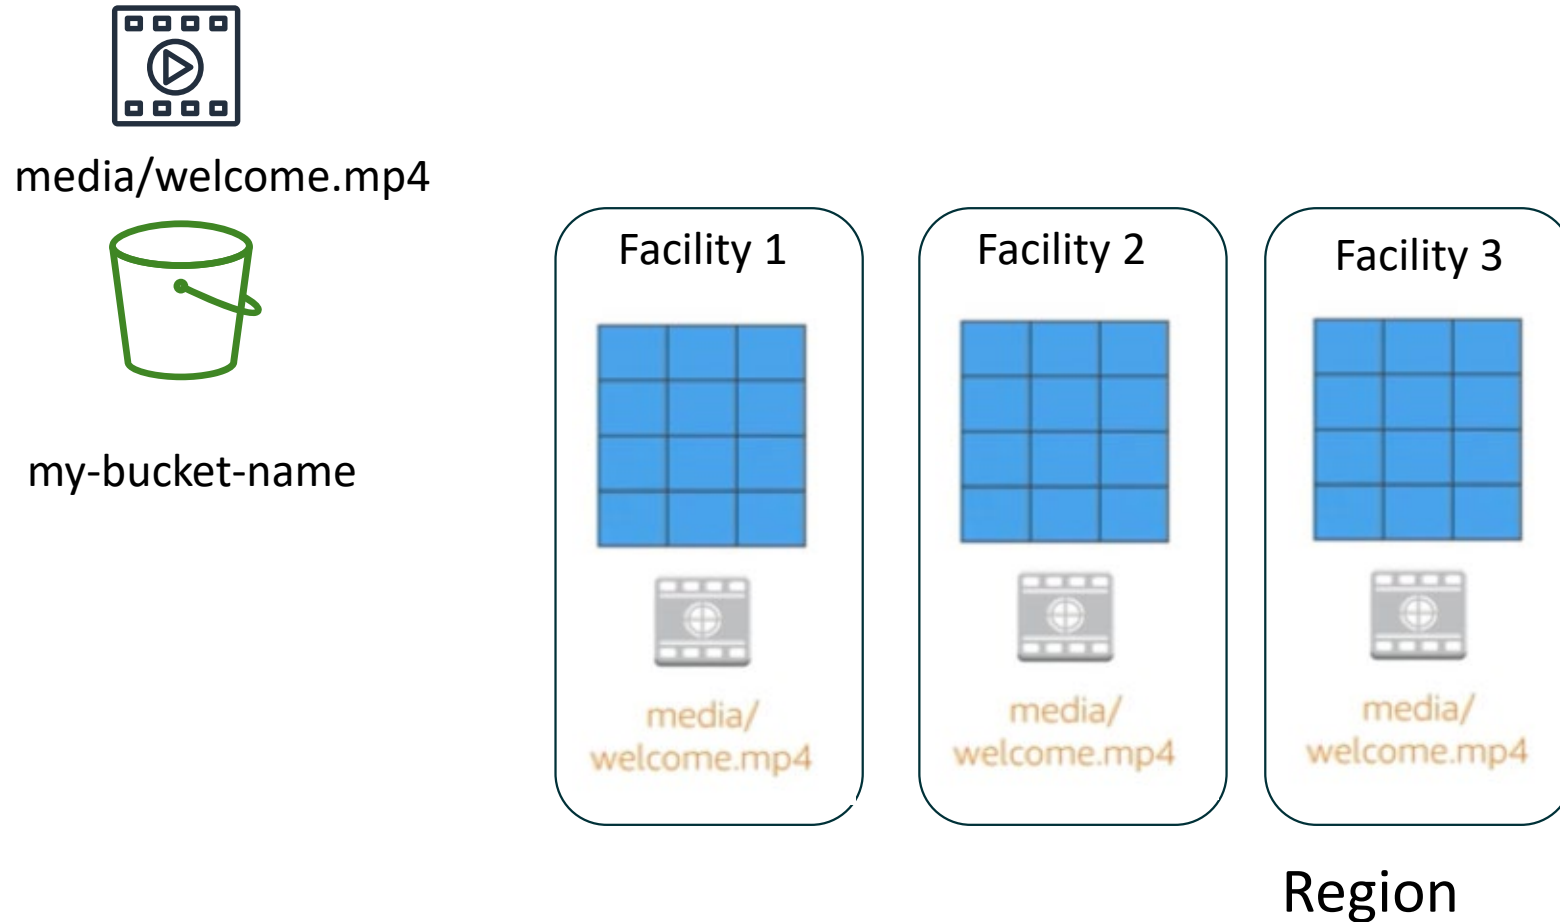 media/welcome.mp4
my-bucket-name
Facility 1
media/
welcome.mp4
Facility 2
media/
welcome.mp4
Facility 3
media/
welcome.mp4
Region